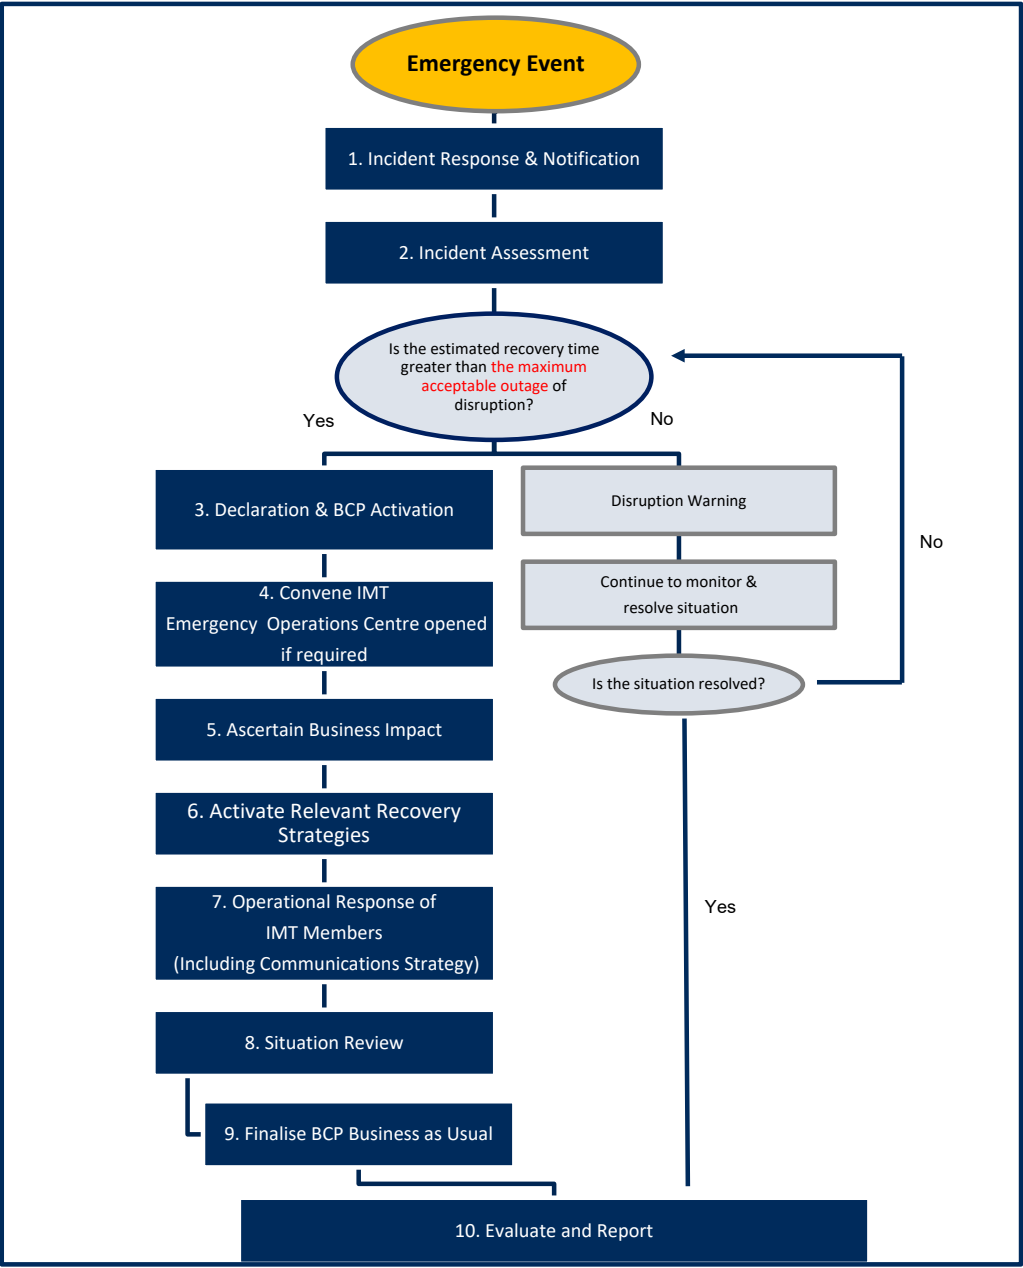 Emergency Event
1. Incident Response & Notification
2. Incident Assessment
Is the estimated recovery time
greater than the maximum
acceptable outage of
disruption?
Yes
No
3. Declaration & BCP Activation
Disruption Warning
No
4. Convene IMT
Emergency Operations Centre opened
if required
Continue to monitor &
resolve situation
Is the situation resolved?
5. Ascertain Business Impact
6. Activate Relevant Recovery
Strategies
7. Operational Response of
IMT Members
(Including Communications Strategy)
Yes
8. Situation Review
9. Finalise BCP Business as Usual
10. Evaluate and Report